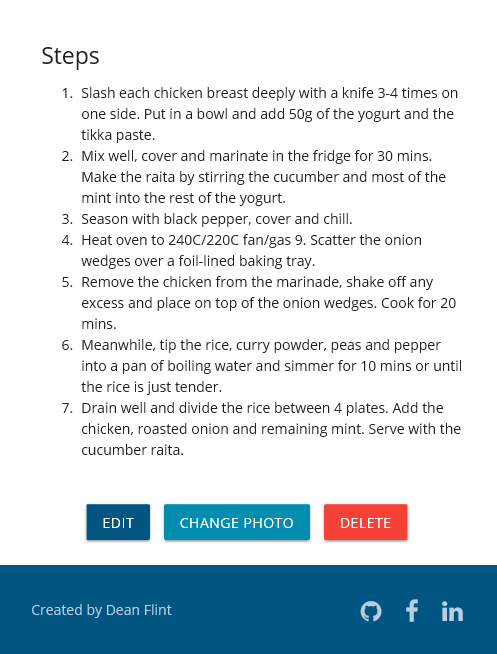 Steps
1. Slash each chicken breast deeply with a knife 3-4 times on
one side. Put in a bowl and add 50g of the yogurt and the
tikka paste.
2. Mix well, cover and marinate in the fridge for 30 mins.
Make the raita by stirring the cucumber and most of the
mint into the rest of the yogurt.
3. Season with black pepper, cover and chill.
4. Heat oven to 240C/220C fan/gas 9. Scatter the onion
wedges over a foil-lined baking tray.
5. Remove the chicken from the marinade, shake off any
excess and place on top of the onion wedges. Cook for 20
mins.
6. Meanwhile, tip the rice, curry powder, peas and pepper
into a pan of boiling water and simmer for 10 mins or until
the rice is just tender.
7. Drain well and divide the rice between 4 plates. Add the
chicken, roasted onion and remaining mint. Serve with the
cucumber raita.
EDIT CHANGE PHOTO DELETE
Created by Dean Flint